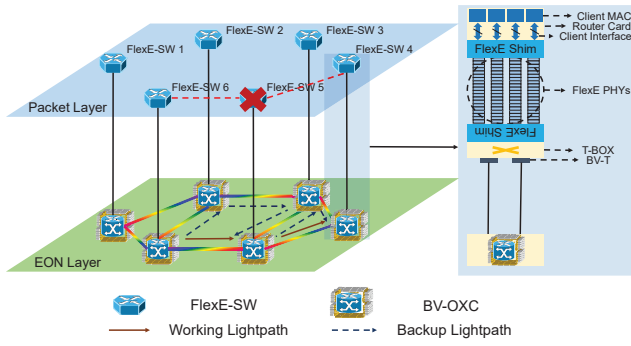 FlexE-SW 1
FlexE-SW 2
FlexE-SW 3
FlexE-SW 4
FlexE-SW 6
FlexE-SW 5
Packet Layer
EON Layer
Client MAC
Router Card
Client Interface
FlexE Shim
FlexE PHYs
FlexE Shim
T-BOX
BV-T
FlexE-SW
BV-OXC
Working Lightpath
Backup Lightpath